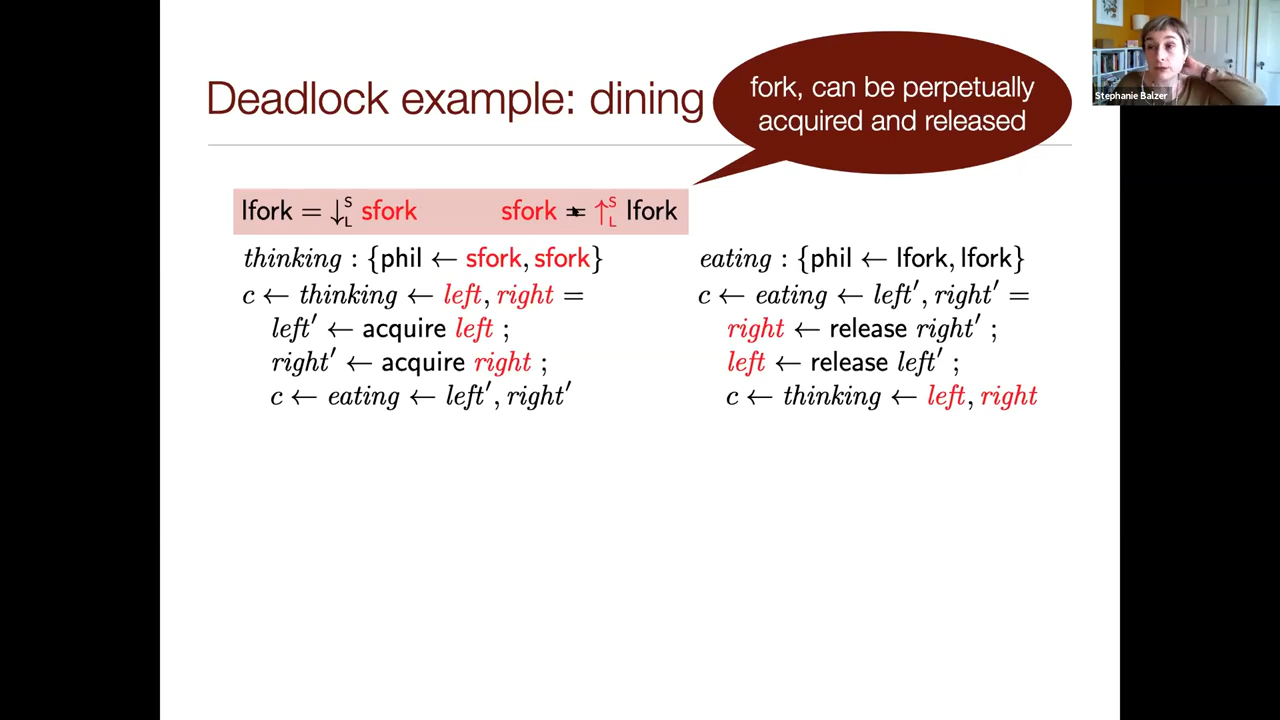 Deadlock example: dining
fork, can be perpetually
acquired and released
Stephanie Balzer
lfork = ↓ᔆ_L sfork    sfork = ↑ᔆ_L lfork
thinking : {phil ← sfork, sfork}
c ← thinking ← left, right =
left′ ← acquire left ;
right′ ← acquire right ;
c ← eating ← left′, right′
eating : {phil ← lfork, lfork}
c ← eating ← left′, right′ =
right ← release right′ ;
left ← release left′ ;
c ← thinking ← left, right